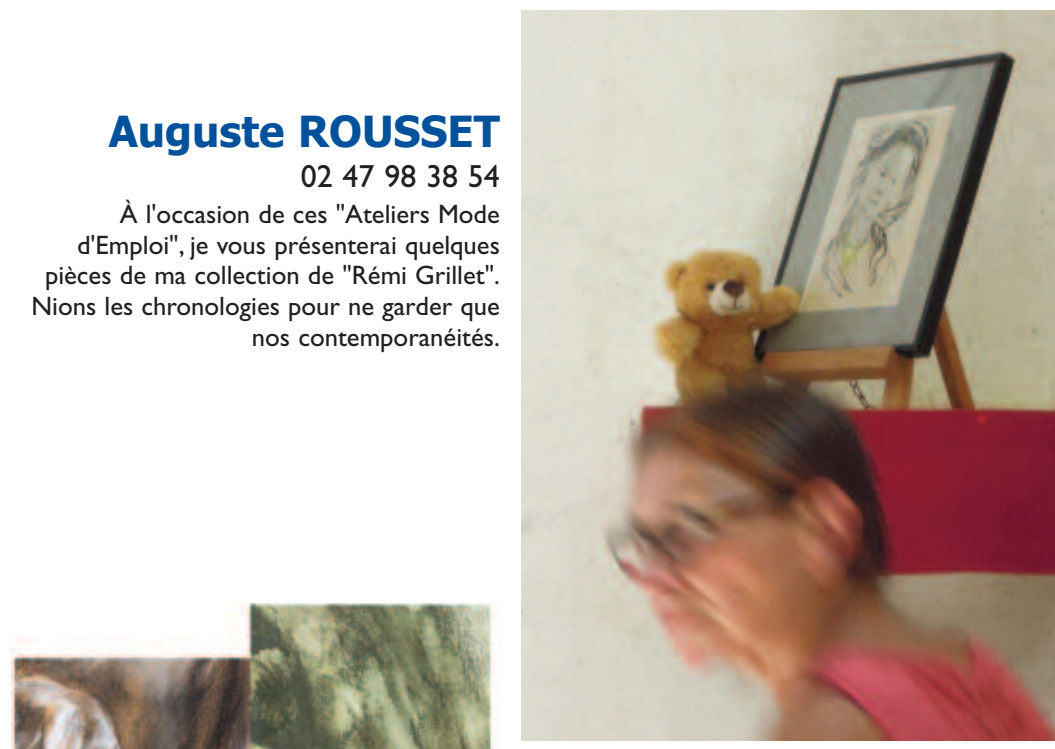 Auguste ROUSSET
02 47 98 38 54
À l'occasion de ces "Ateliers Mode
d'Emploi", je vous présenterai quelques
pièces de ma collection de "Rémi Grillet".
Nions les chronologies pour ne garder que
nos contemporanéités.